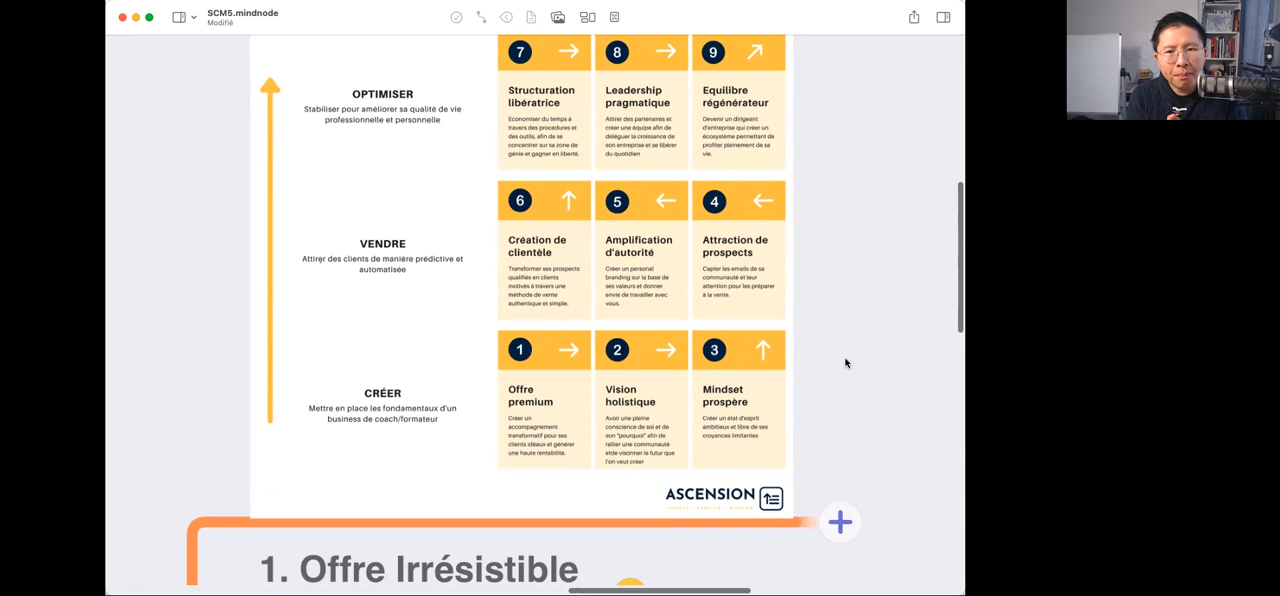 SCM5.mindnode
Modifié
7
8
9
OPTIMISER
Stabiliser pour améliorer sa qualité de vie
professionnelle et personnelle
Structuration
libératrice
Economiser du temps à
travers des procédures et
des outils, afin de se
concentrer sur sa zone de
génie et gagner en liberté.
Leadership
pragmatique
Attirer des partenaires et
créer une équipe afin de
déléguer la croissance de
son entreprise et se libérer
du quotidien
Equilibre
régénérateur
Devenir un dirigeant
d'entreprise qui créer un
écosystème permettant de
profiter pleinement de sa
vie.
6
5
4
VENDRE
Attirer des clients de manière prédictive et
automatisée
Création de
clientèle
Transformer ses prospects
qualifiés en clients
motivés à travers une
méthode de vente
authentique et simple.
Amplification
d'autorité
Créer un personal
branding sur la base de
ses valeurs et donner
envie de travailler avec
vous.
Attraction de
prospects
Capter les emails de sa
communauté et leur
attention pour les préparer
à la vente.
1
2
3
CRÉER
Mettre en place les fondamentaux d'un
business de coach/formateur
Offre
premium
Créer un
accompagnement
transformatif pour ses
clients idéaux et générer
une haute rentabilité.
Vision
holistique
Avoir une pleine
conscience de soi et de
son "pourquoi" afin de
rallier une communauté
etde visonner le futur que
l'on veut créer
Mindset
prospère
Créer un état d'esprit
ambitieux et libre de ses
croyances limitantes
ASCENSION
1. Offre Irrésistible